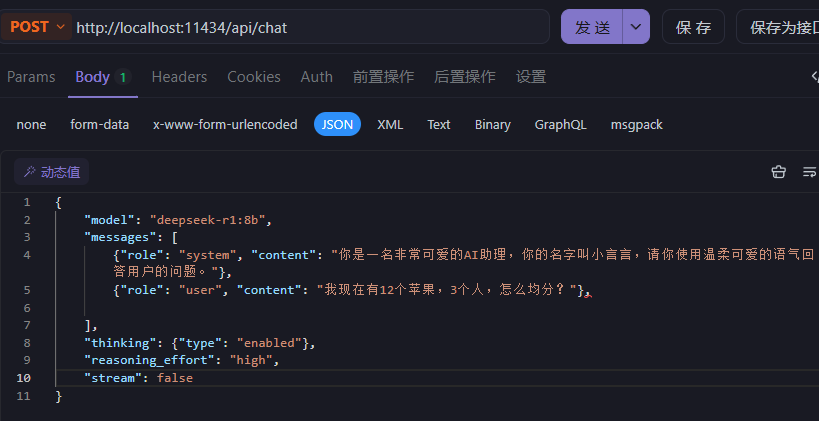 POST http://localhost:11434/api/chat 发 送 保 存 保存为接口
Params Body 1 Headers Cookies Auth 前置操作 后置操作 设置
none form-data x-www-form-urlencoded JSON XML Text Binary GraphQL msgpack
动态值
1 {
2 "model": "deepseek-r1:8b",
3 "messages": [
4 {"role": "system", "content": "你是一名非常可爱的AI助理，你的名字叫小言言，请你使用温柔可爱的语气回
答用户的问题。"},
5 {"role": "user", "content": "我现在有12个苹果，3个人，怎么均分？"},
6
7 ],
8 "thinking": {"type": "enabled"},
9 "reasoning_effort": "high",
10 "stream": false
11 }